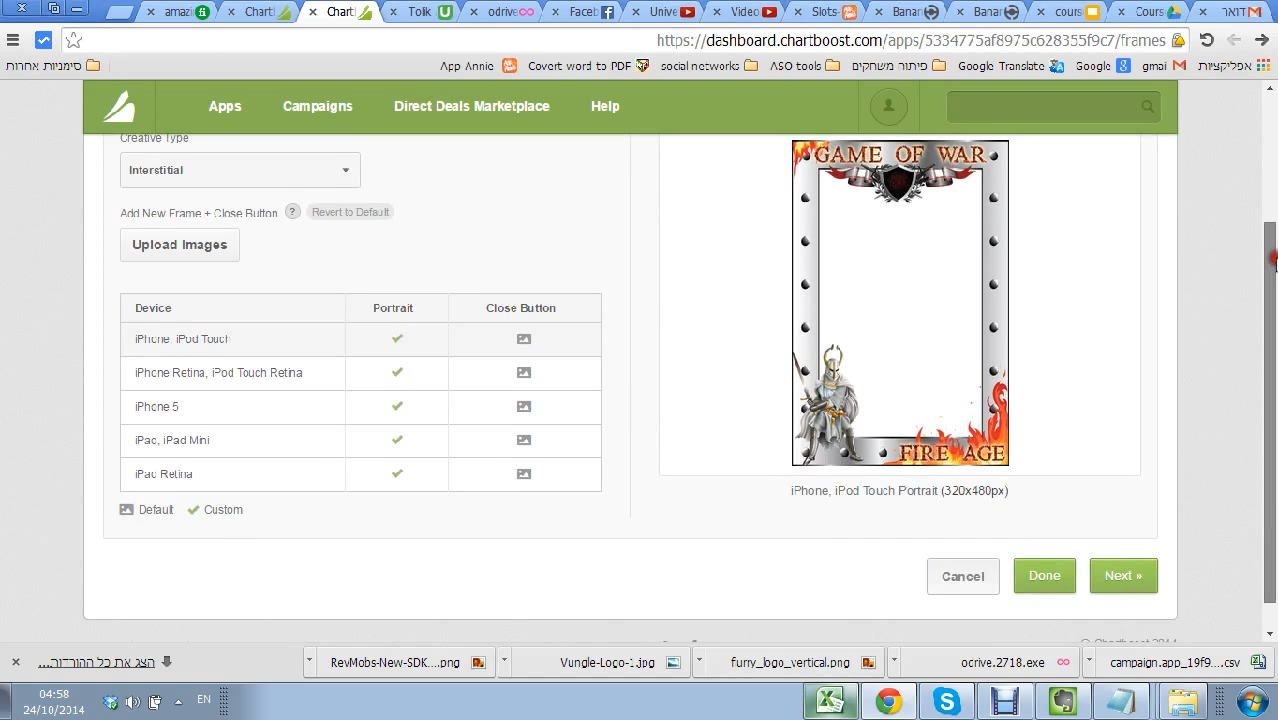 amazi
Chart
Chart
Tolk
odrive
Faceb
Unive
Video
Slots-
Banar
Banar
cours
Cours
דואר
https://dashboard.chartboost.com/apps/5334775af8975c628355f9c7/frames
סימניות אחרות
App Annie
Covert word to PDF
social networks
ASO tools
פיתור משחקים
Google Translate
Google
gmai
אפליקציות
Apps
Campaigns
Direct Deals Marketplace
Help
Creative Type
Interstitial
Add New Frame + Close Button ? Revert to Default
Upload Images
Device Portrait Close Button
iPhone, iPod Touch
iPhone Retina, iPod Touch Retina
iPhone 5
iPad, iPad Mini
iPad Retina
Default Custom
GAME OF WAR
FIRE AGE
iPhone, iPod Touch Portrait (320x480px)
Cancel
Done
Next »
© Chartboost 2014
הצג את כל ההורדות...
RevMobs-New-SDK....png
Vungle-Logo-1.jpg
furry_logo_vertical.png
ocrive.2718.exe
campaign.app_19f9....csv
04:58
24/10/2014
EN